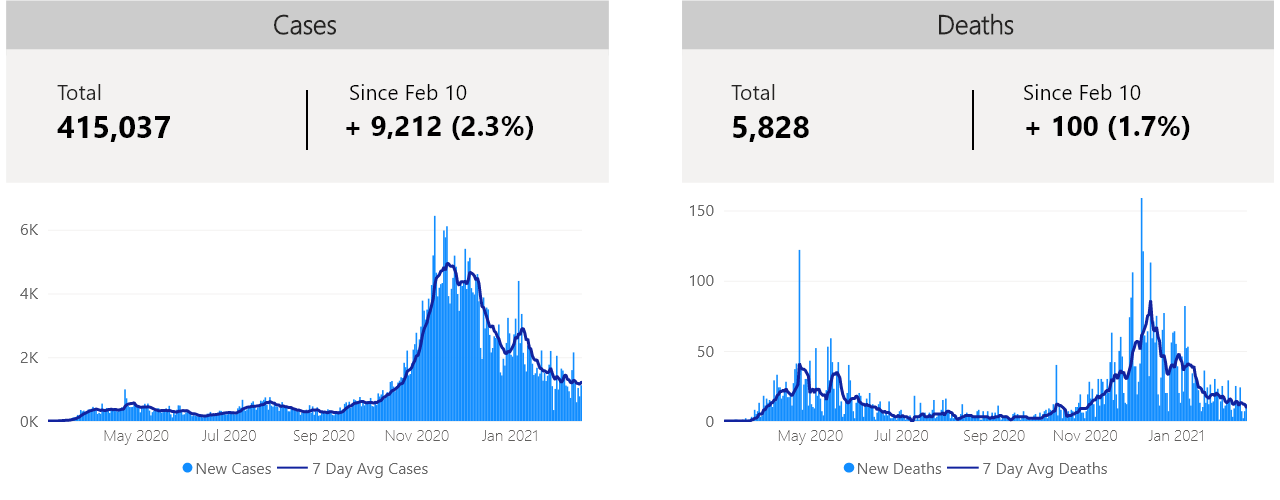 Cases
Total
415,037
Since Feb 10
+ 9,212 (2.3%)
6K
4K
2K
0K
May 2020
Jul 2020
Sep 2020
Nov 2020
Jan 2021
New Cases
7 Day Avg Cases
Deaths
Total
5,828
Since Feb 10
+ 100 (1.7%)
150
100
50
0
May 2020
Jul 2020
Sep 2020
Nov 2020
Jan 2021
New Deaths
7 Day Avg Deaths